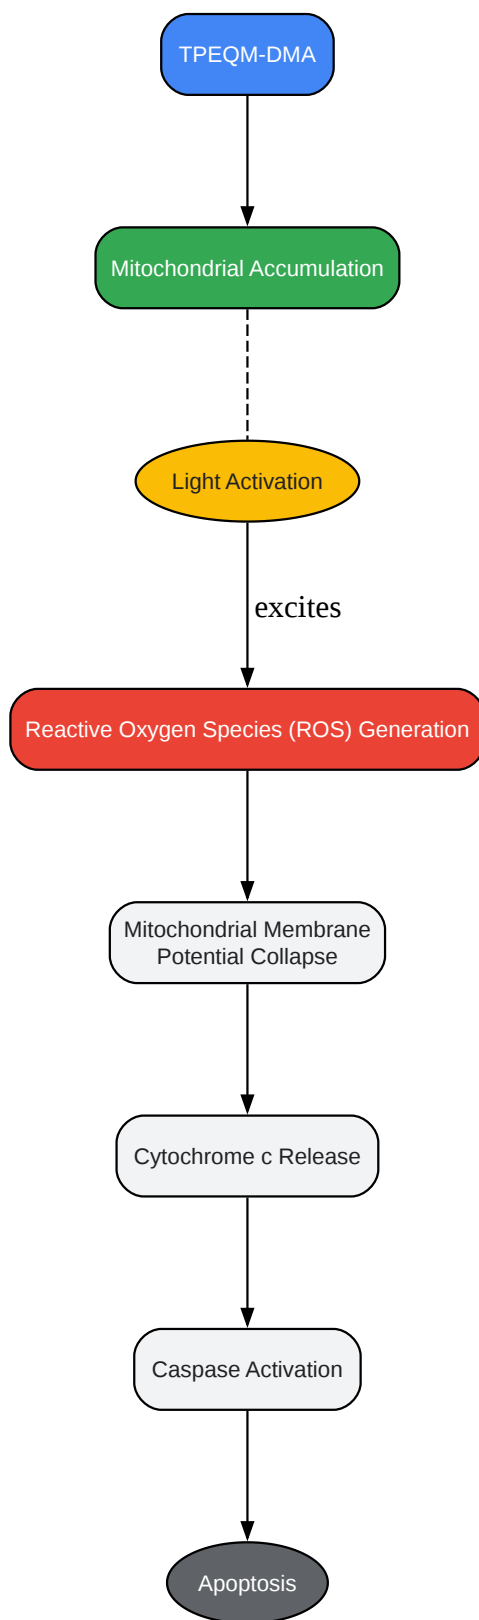 TPEQM-DMA
Mitochondrial Accumulation
Light Activation
excites
Reactive Oxygen Species (ROS) Generation
Mitochondrial Membrane
Potential Collapse
Cytochrome c Release
Caspase Activation
Apoptosis